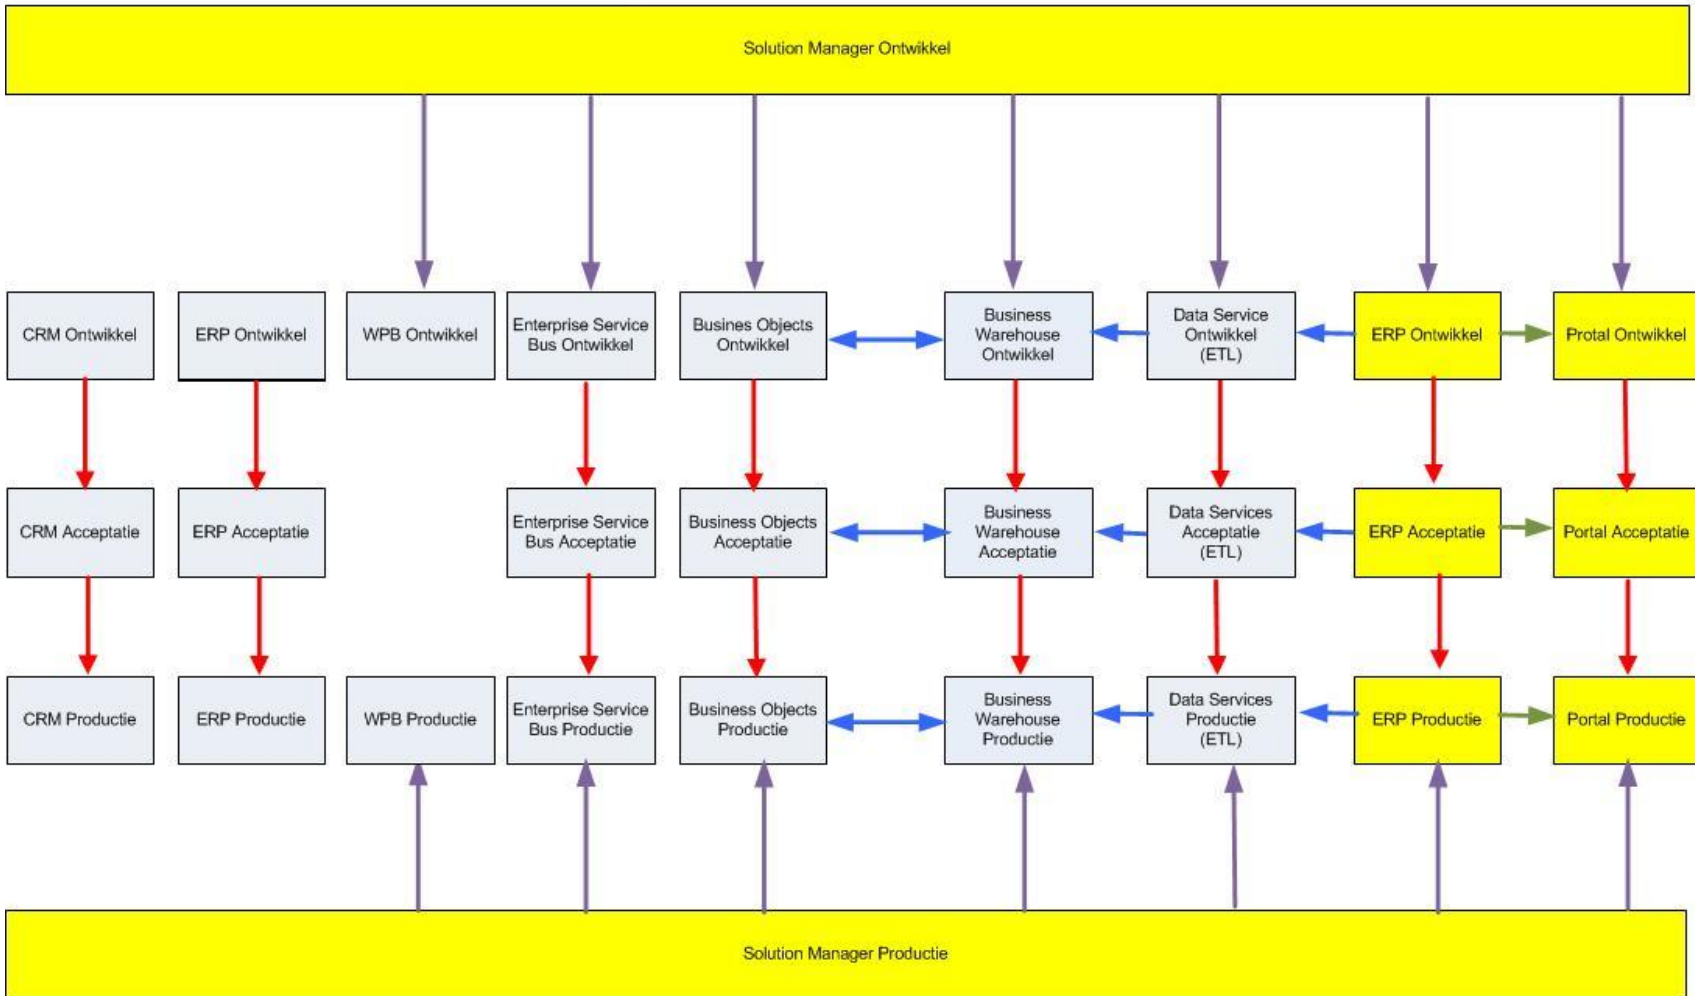 Solution Manager Ontwikkel
CRM Ontwikkel
ERP Ontwikkel
WPB Ontwikkel
Enterprise Service
Bus Ontwikkel
Busines Objects
Ontwikkel
Business
Warehouse
Ontwikkel
Data Service
Ontwikkel
(ETL)
ERP Ontwikkel
Protal Ontwikkel
CRM Acceptatie
ERP Acceptatie
Enterprise Service
Bus Acceptatie
Business Objects
Acceptatie
Business
Warehouse
Acceptatie
Data Services
Acceptatie
(ETL)
ERP Acceptatie
Portal Acceptatie
CRM Productie
ERP Productie
WPB Productie
Enterprise Service
Bus Productie
Business Objects
Productie
Business
Warehouse
Productie
Data Services
Productie
(ETL)
ERP Productie
Portal Productie
Solution Manager Productie